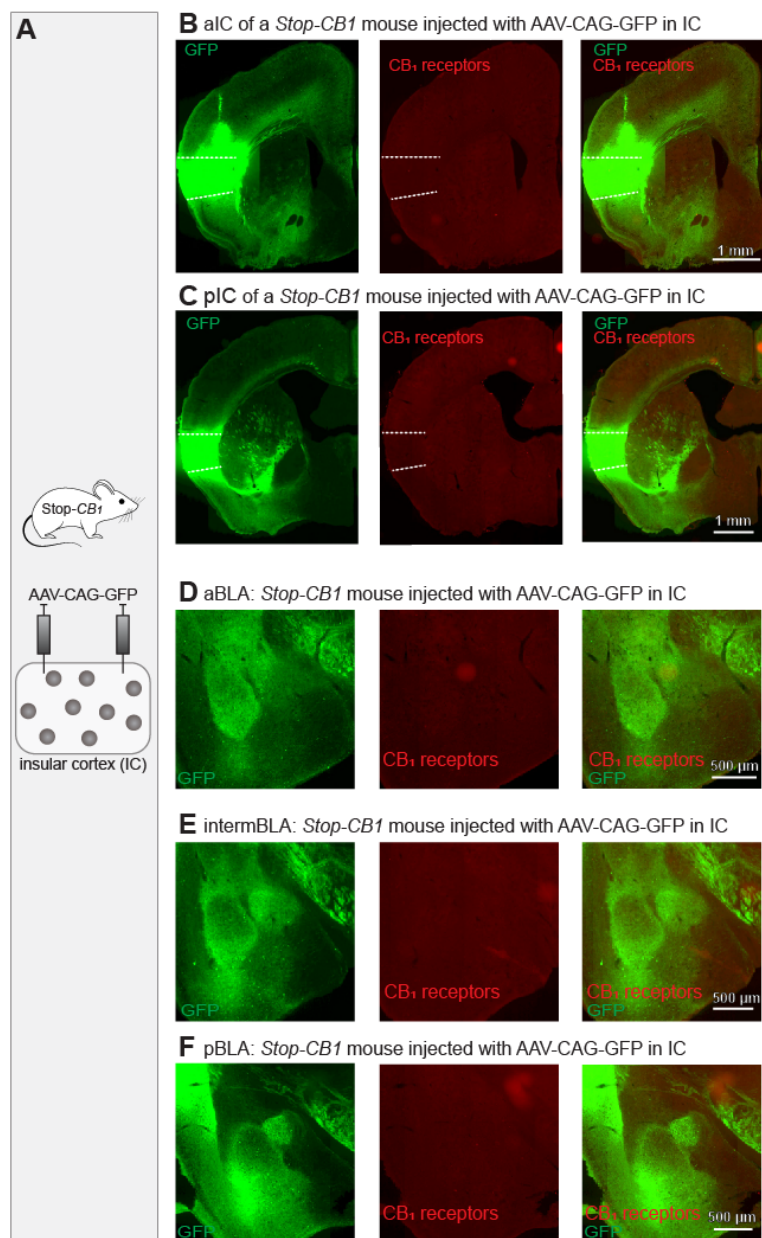 A
Stop-CB1
AAV-CAG-GFP
insular cortex (IC)
B aIC of a Stop-CB1 mouse injected with AAV-CAG-GFP in IC
GFP
CB₁ receptors
GFP
CB₁ receptors
1 mm
C pIC of a Stop-CB1 mouse injected with AAV-CAG-GFP in IC
GFP
CB₁ receptors
GFP
CB₁ receptors
1 mm
D aBLA: Stop-CB1 mouse injected with AAV-CAG-GFP in IC
GFP
CB₁ receptors
CB₁ receptors
GFP
500 µm
E intermBLA: Stop-CB1 mouse injected with AAV-CAG-GFP in IC
GFP
CB₁ receptors
CB₁ receptors
GFP
500 µm
F pBLA: Stop-CB1 mouse injected with AAV-CAG-GFP in IC
GFP
CB₁ receptors
CB₁ receptors
GFP
500 µm